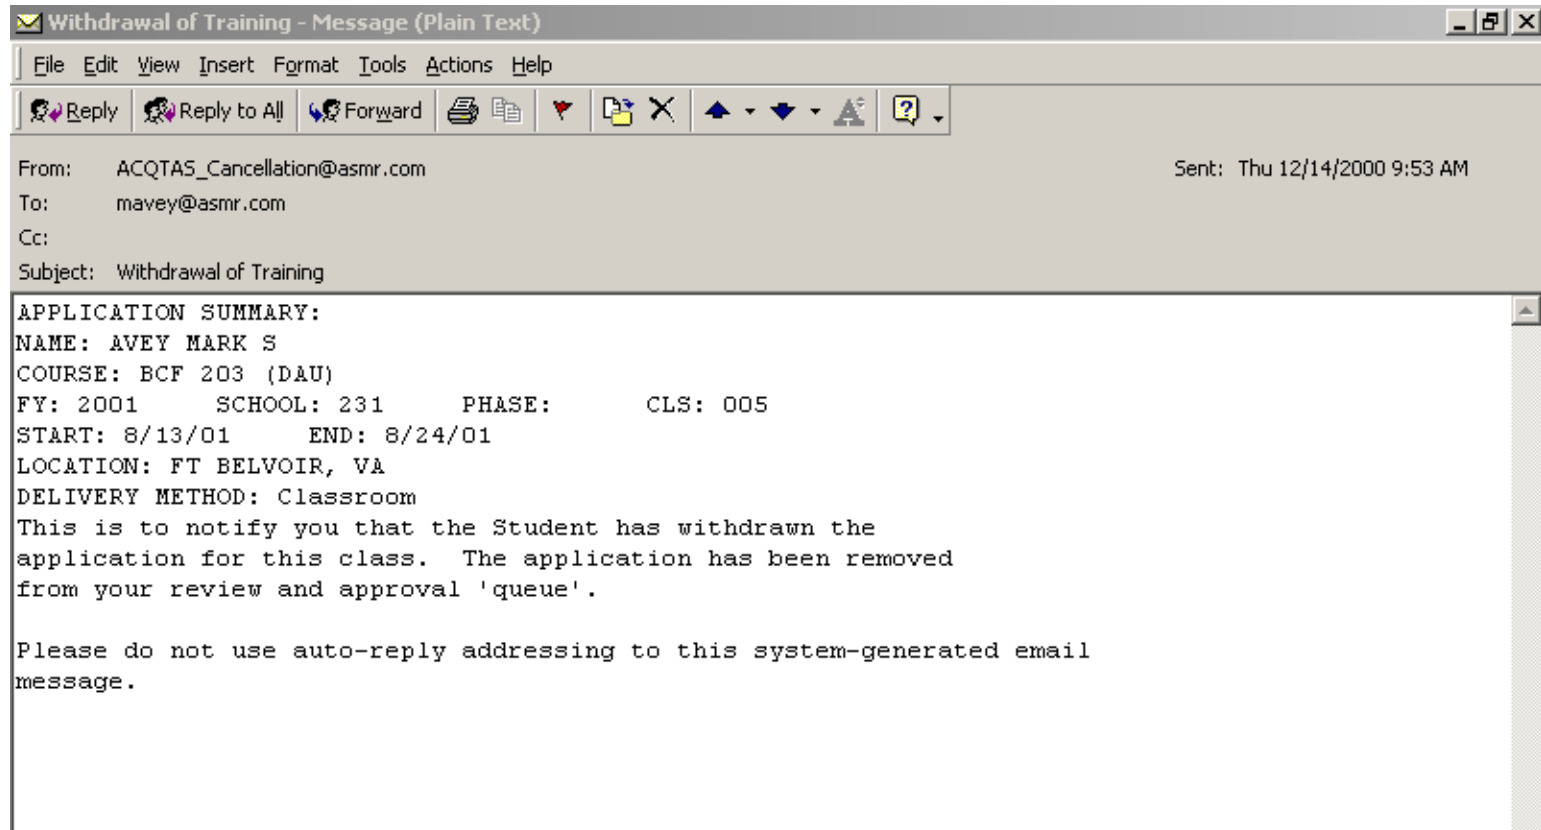 Withdrawal of Training - Message (Plain Text)
File Edit View Insert Format Tools Actions Help
Reply Reply to All Forward
From: ACQTAS_Cancellation@asmr.com Sent: Thu 12/14/2000 9:53 AM
To: mavey@asmr.com
Cc:
Subject: Withdrawal of Training
APPLICATION SUMMARY:
NAME: AVEY MARK S
COURSE: BCF 203 (DAU)
FY: 2001 SCHOOL: 231 PHASE: CLS: 005
START: 8/13/01 END: 8/24/01
LOCATION: FT BELVOIR, VA
DELIVERY METHOD: Classroom
This is to notify you that the Student has withdrawn the
application for this class. The application has been removed
from your review and approval 'queue'.
Please do not use auto-reply addressing to this system-generated email
message.